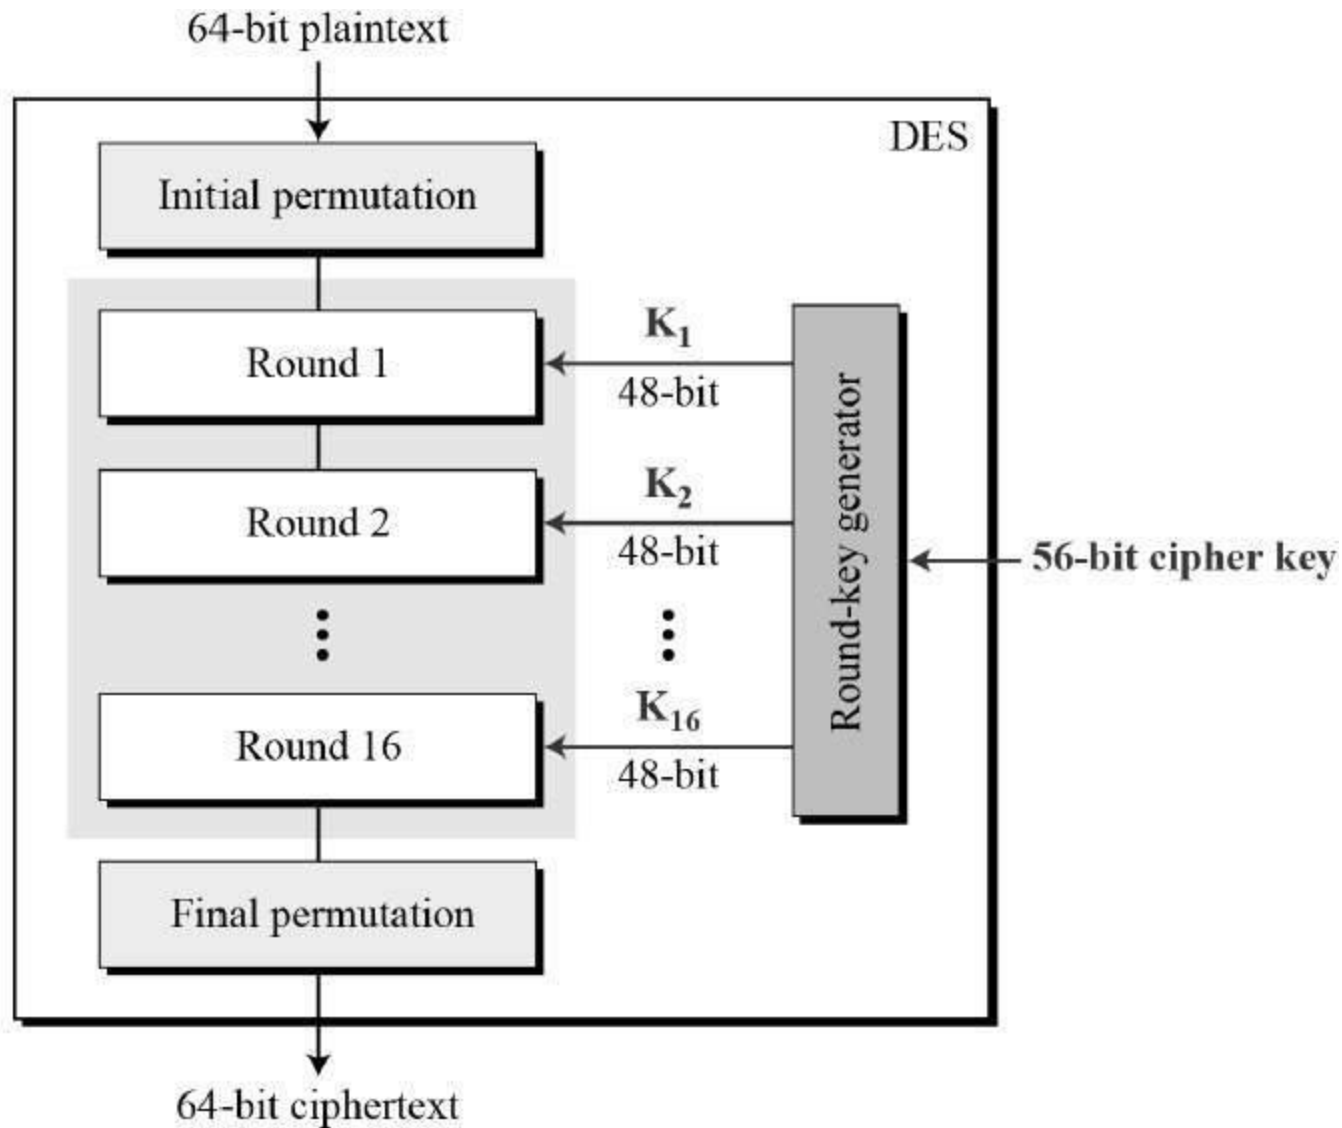 64-bit plaintext
DES
Initial permutation
Round 1
K₁
48-bit
Round 2
K₂
48-bit
Round-key generator
56-bit cipher key
Round 16
K₁₆
48-bit
Final permutation
64-bit ciphertext